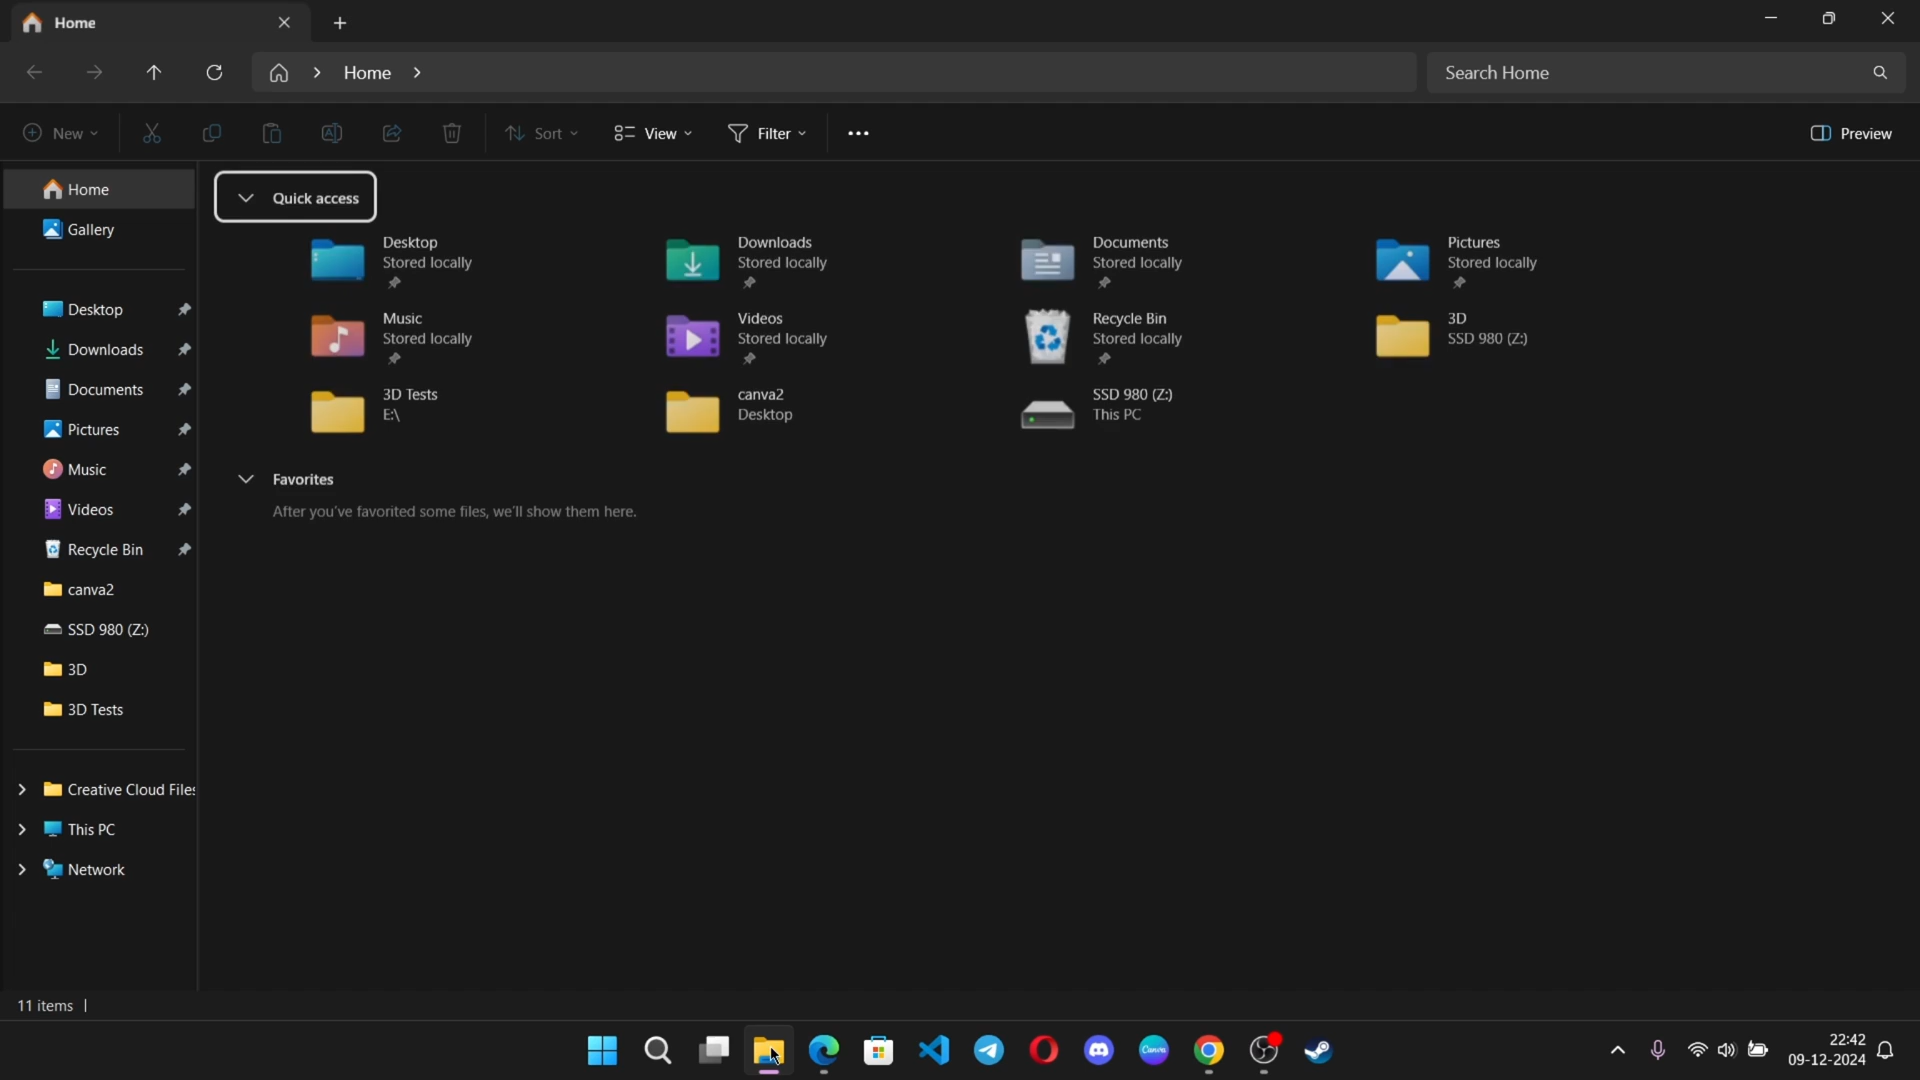 Home
Home
Search Home
New
Sort
View
Filter
Preview
Home
Gallery
Desktop
Downloads
Documents
Pictures
Music
Videos
Recycle Bin
canva2
SSD 980 (Z:)
3D
3D Tests
Creative Cloud Files
This PC
Network
Quick access
Desktop
Stored locally
Downloads
Stored locally
Documents
Stored locally
Pictures
Stored locally
Music
Stored locally
Videos
Stored locally
Recycle Bin
Stored locally
3D
SSD 980 (Z:)
3D Tests
E:\
canva2
Desktop
SSD 980 (Z:)
This PC
Favorites
After you've favorited some files, we'll show them here.
11 items
Canva
22:42
09-12-2024